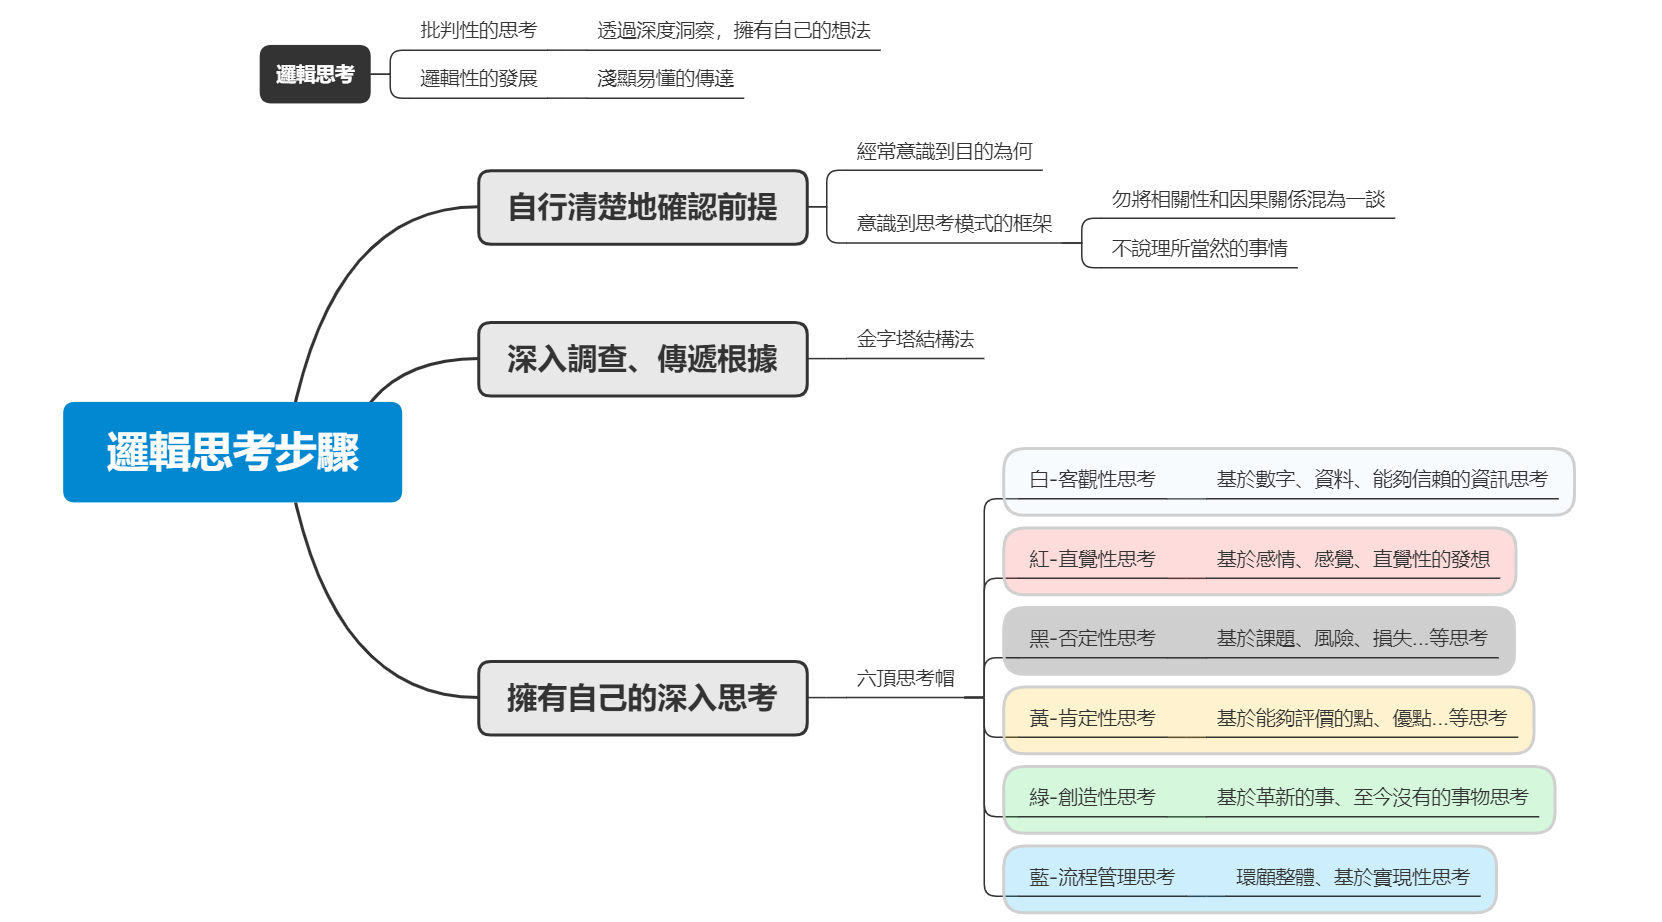 邏輯思考
批判性的思考
透過深度洞察，擁有自己的想法
邏輯性的發展
淺顯易懂的傳達
邏輯思考步驟
自行清楚地確認前提
經常意識到目的為何
意識到思考模式的框架
勿將相關性和因果關係混為一談
不說理所當然的事情
深入調查、傳遞根據
金字塔結構法
擁有自己的深入思考
六頂思考帽
白-客觀性思考
基於數字、資料、能夠信賴的資訊思考
紅-直覺性思考
基於感情、感覺、直覺性的發想
黑-否定性思考
基於課題、風險、損失...等思考
黃-肯定性思考
基於能夠評價的點、優點...等思考
綠-創造性思考
基於革新的事、至今沒有的事物思考
藍-流程管理思考
環顧整體、基於實現性思考